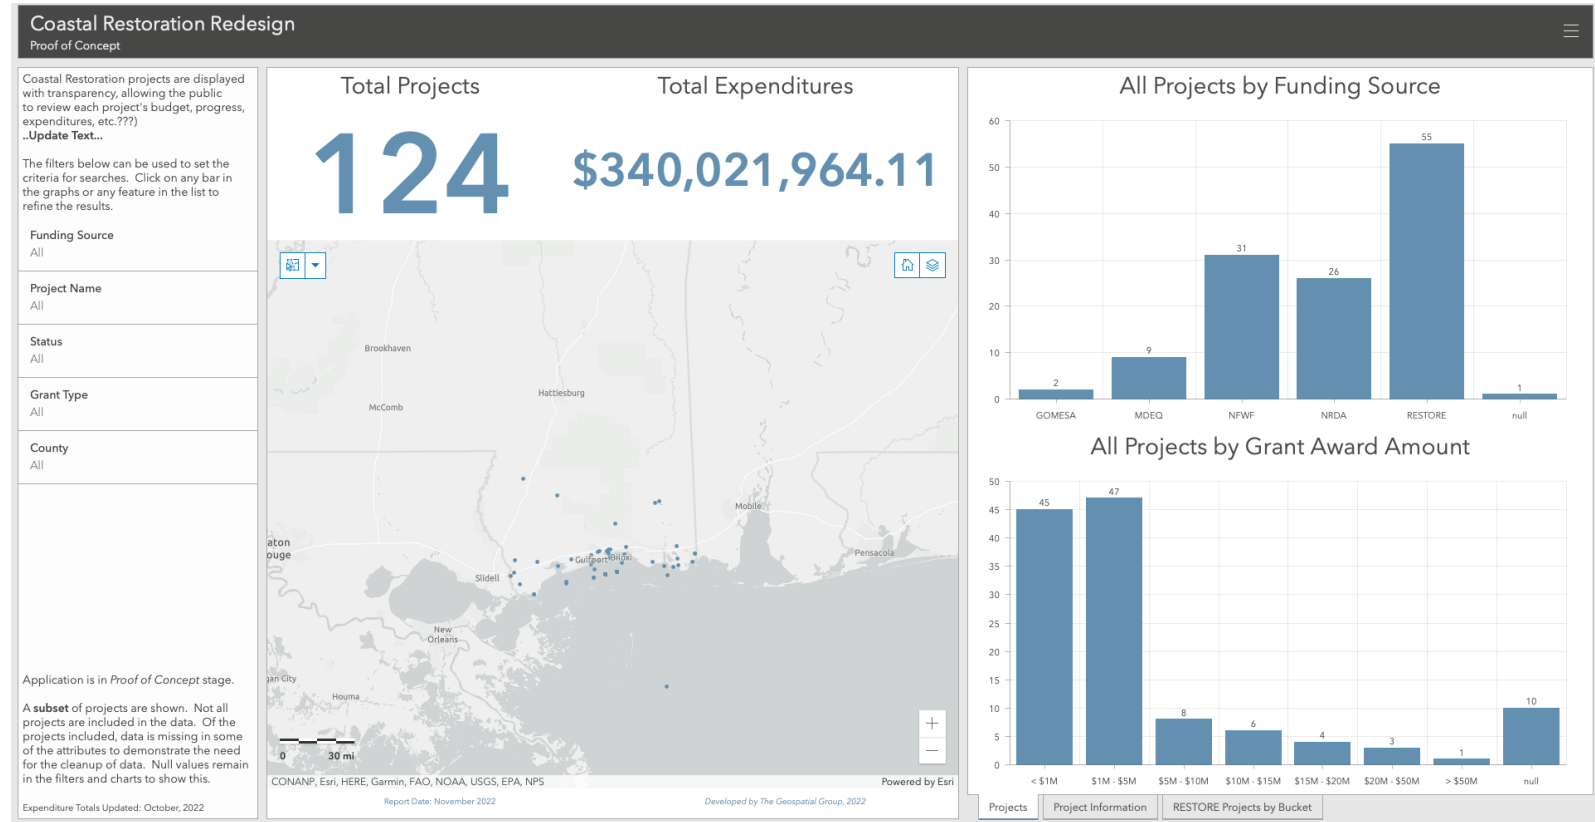 Coastal Restoration Redesign
Proof of Concept
Coastal Restoration projects are displayed
with transparency, allowing the public
to review each project's budget, progress,
expenditures, etc.???)
..Update Text...
The filters below can be used to set the
criteria for searches. Click on any bar in
the graphs or any feature in the list to
refine the results.
Funding Source
All
Project Name
All
Status
All
Grant Type
All
County
All
Application is in Proof of Concept stage.
A subset of projects are shown. Not all
projects are included in the data. Of the
projects included, data is missing in some
of the attributes to demonstrate the need
for the cleanup of data. Null values remain
in the filters and charts to show this.
Expenditure Totals Updated: October, 2022
Total Projects
124
Total Expenditures
$340,021,964.11
Brookhaven
McComb
Hattiesburg
Mobile
Pensacola
aton
ouge
Slidell
Gulfport
Biloxi
New
Orleans
gan City
Houma
0 30 mi
CONANP, Esri, HERE, Garmin, FAO, NOAA, USGS, EPA, NPS
Powered by Esri
Report Date: November 2022
Developed by The Geospatial Group, 2022
All Projects by Funding Source
60
50
40
30
20
10
0
2
9
31
26
55
1
GOMESA
MDEQ
NFWF
NRDA
RESTORE
null
All Projects by Grant Award Amount
50
45
40
35
30
25
20
15
10
5
0
45
47
8
6
4
3
1
10
< $1M
$1M - $5M
$5M - $10M
$10M - $15M
$15M - $20M
$20M - $50M
> $50M
null
Projects
Project Information
RESTORE Projects by Bucket